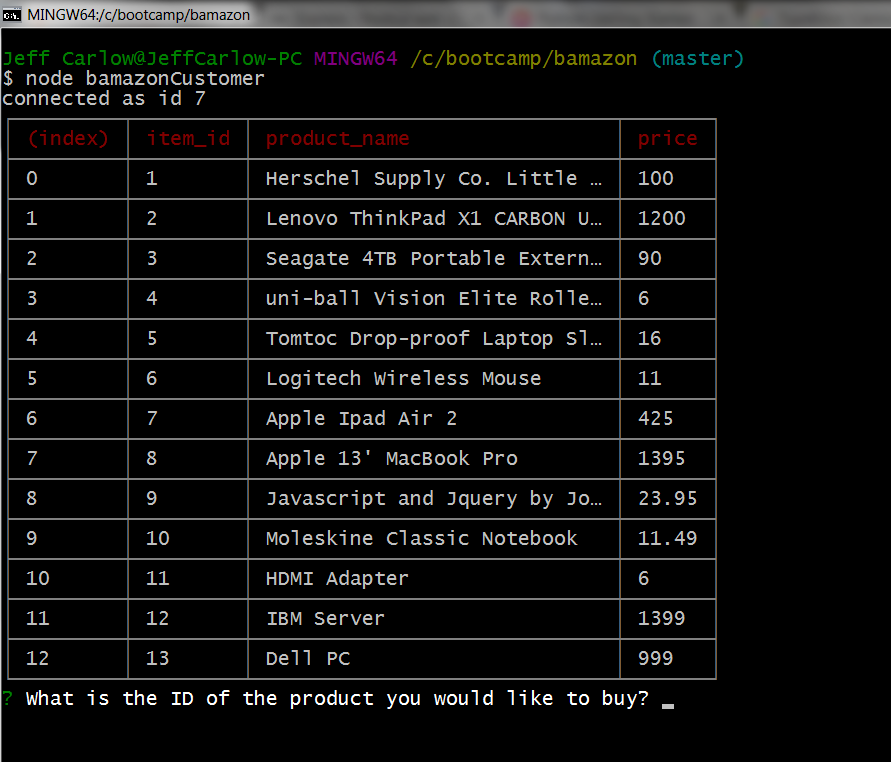 MINGW64:/c/bootcamp/bamazon
Jeff Carlow@JeffCarlow-PC MINGW64 /c/bootcamp/bamazon (master)
$ node bamazonCustomer
connected as id 7
(index) item_id product_name price
0 1 Herschel Supply Co. Little … 100
1 2 Lenovo ThinkPad X1 CARBON U… 1200
2 3 Seagate 4TB Portable Extern… 90
3 4 uni-ball Vision Elite Rolle… 6
4 5 Tomtoc Drop-proof Laptop Sl… 16
5 6 Logitech Wireless Mouse 11
6 7 Apple Ipad Air 2 425
7 8 Apple 13' MacBook Pro 1395
8 9 Javascript and Jquery by Jo… 23.95
9 10 Moleskine Classic Notebook 11.49
10 11 HDMI Adapter 6
11 12 IBM Server 1399
12 13 Dell PC 999
? What is the ID of the product you would like to buy?